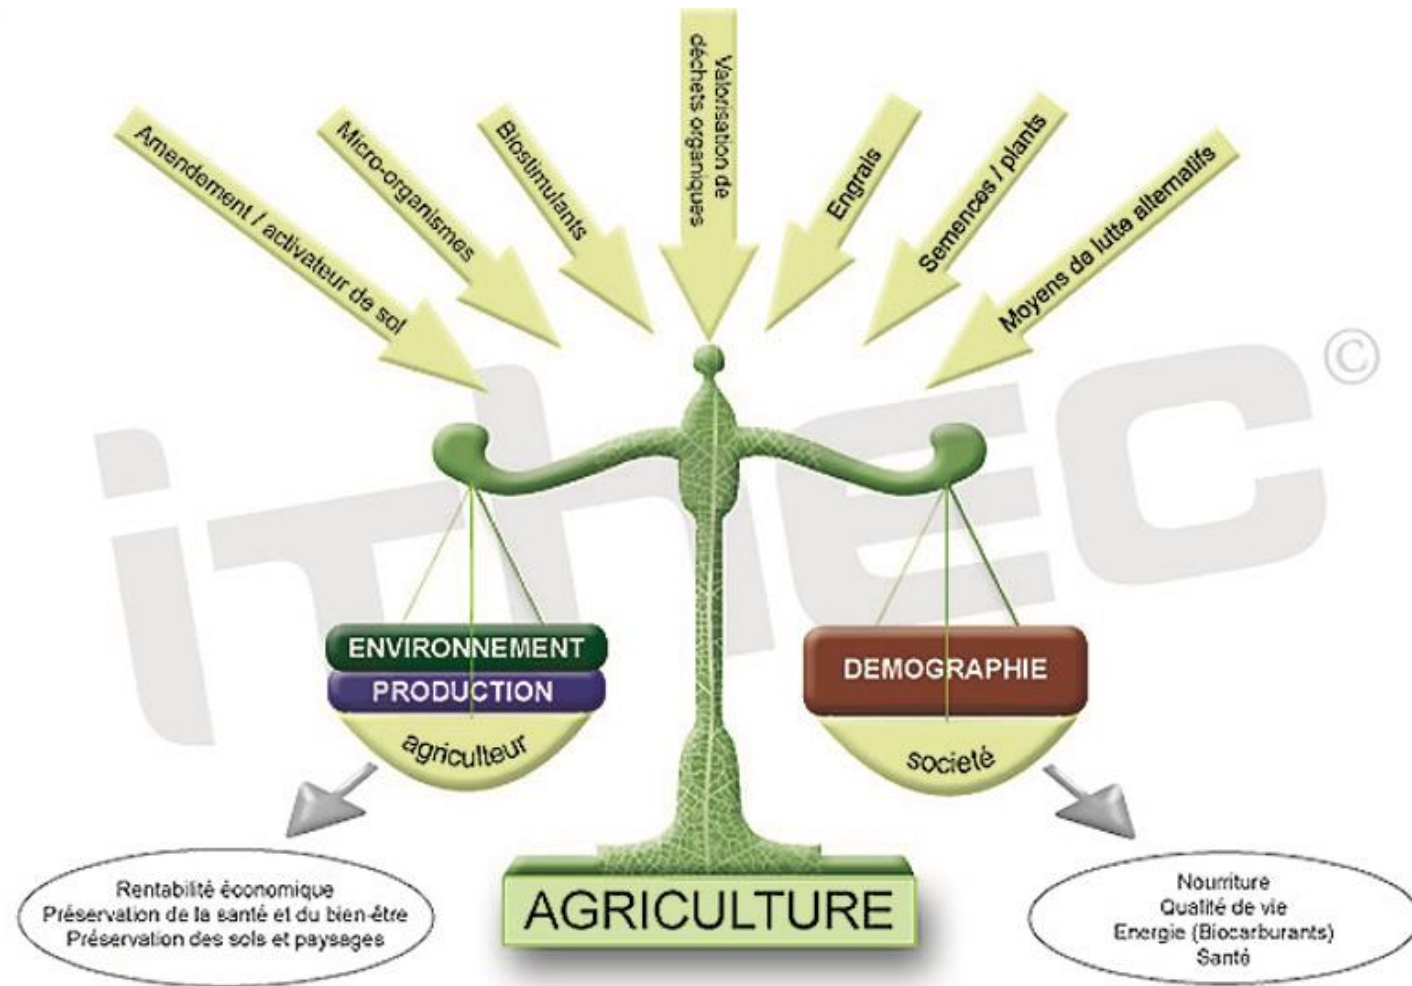 Amendement / activateur de sol
Micro-organismes
Biostimulants
Valorisation de
déchets organiques
Engrais
Semences / plants
Moyens de lutte alternatifs
©
ithec
ENVIRONNEMENT
PRODUCTION
agriculteur
DEMOGRAPHIE
societé
Rentabilité économique
Préservation de la santé et du bien-être
Préservation des sols et paysages
AGRICULTURE
Nourriture
Qualité de vie
Energie (Biocarburants)
Santé